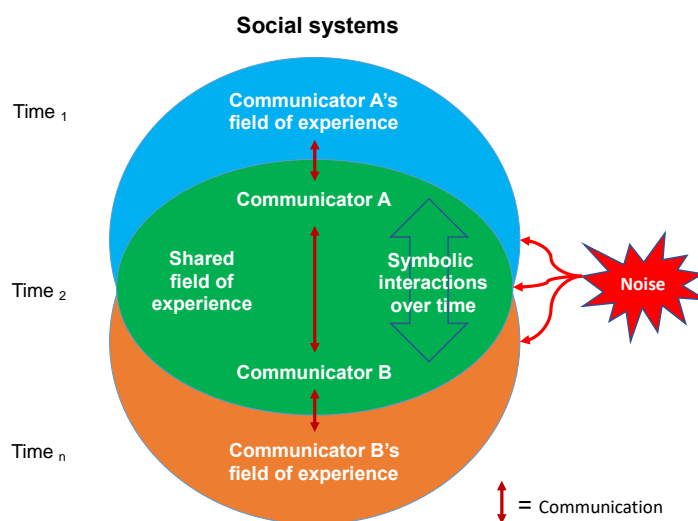 Social systems
Time 1
Communicator A's
field of experience
Communicator A
Shared
field of
experience
Symbolic
interactions
over time
Noise
Time 2
Communicator B
Time n
Communicator B's
field of experience
= Communication